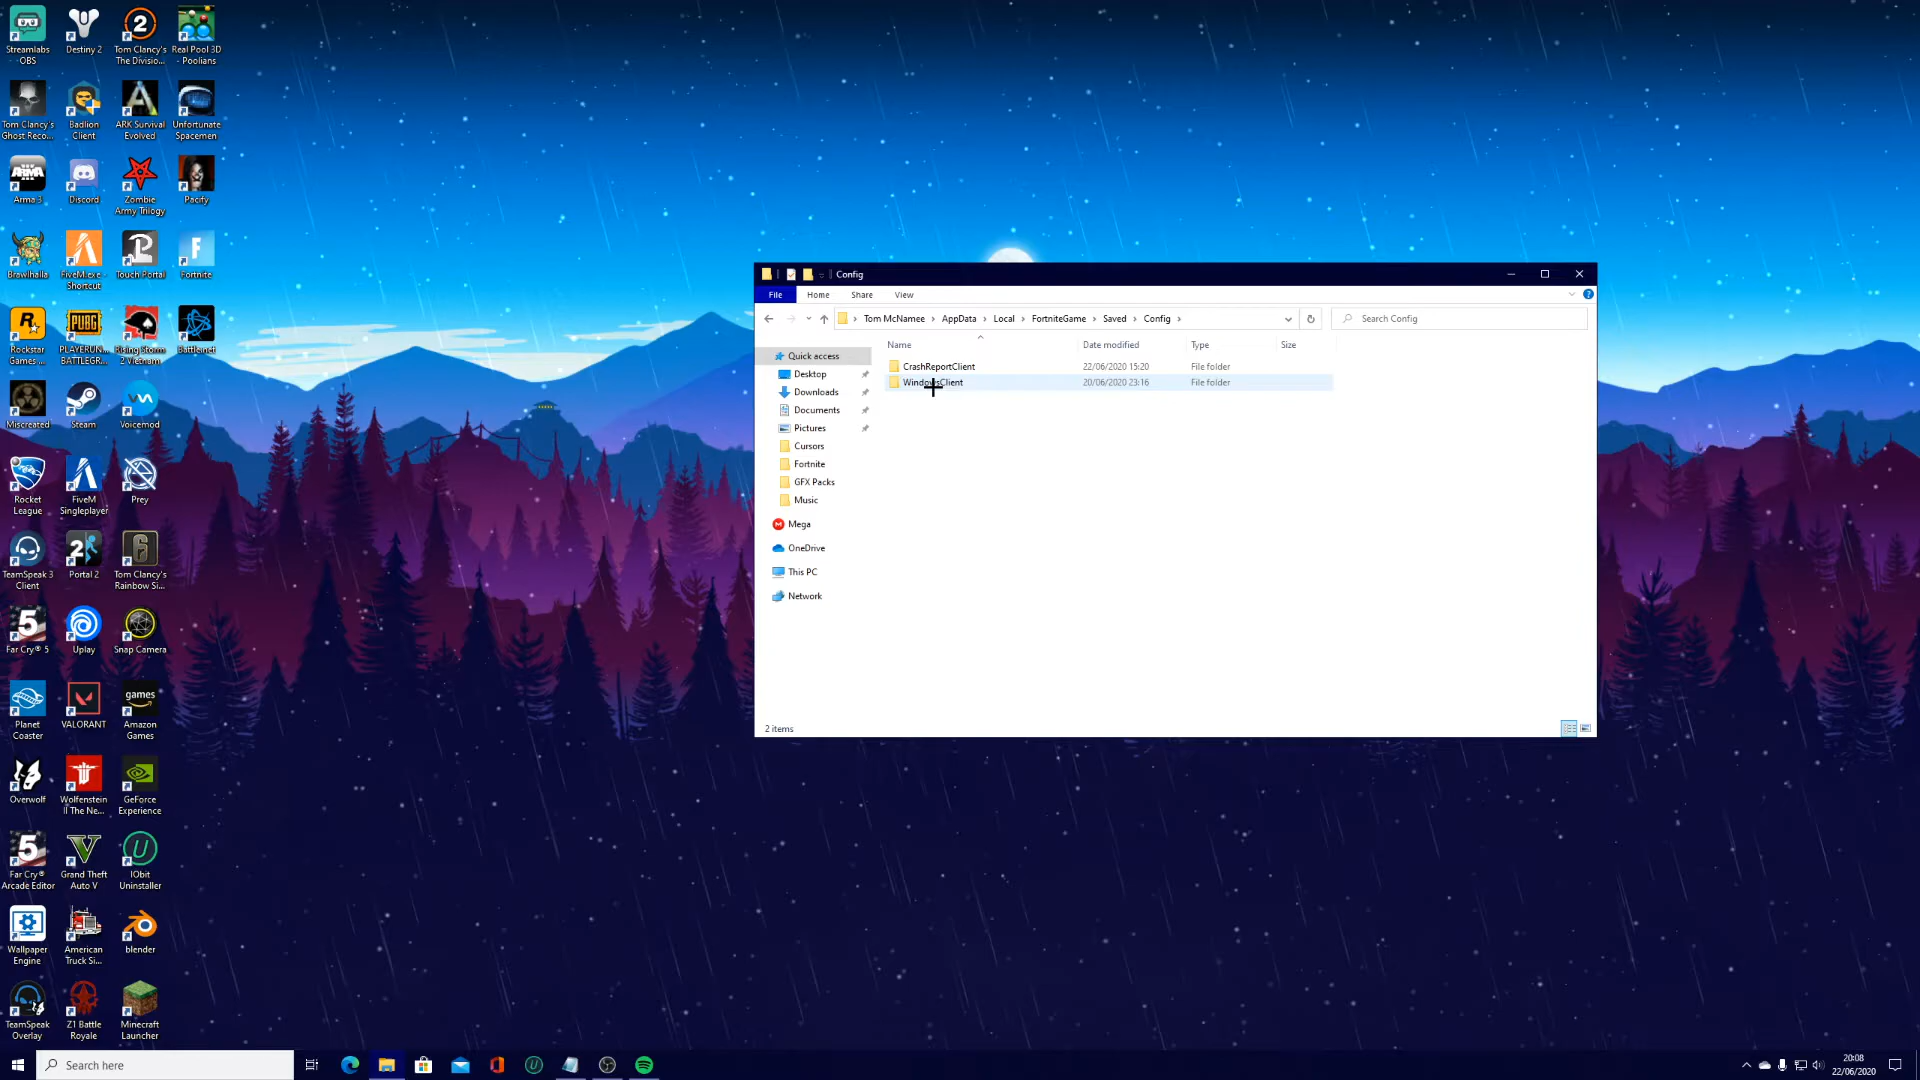 Streamlabs
OBS
Destiny 2
Tom Clancy's
The Divisio...
Real Pool 3D
- Poolians
Tom Clancy's
Ghost Reco...
Badlion
Client
ARK Survival
Evolved
Unfortunate
Spacemen
Arma 3
Discord
Zombie
Army Trilogy
Pacify
Brawlhalla
FiveM.exe -
Shortcut
Touch Portal
Fortnite
Rockstar
Games ...
PLAYERUN...
BATTLEGR...
Rising Storm
2 Vietnam
Battle.net
Miscreated
Steam
Voicemod
Rocket
League
FiveM
Singleplayer
Prey
TeamSpeak 3
Client
Portal 2
Tom Clancy's
Rainbow Si...
Far Cry® 5
Uplay
Snap Camera
Planet
Coaster
VALORANT
Amazon
Games
Overwolf
Wolfenstein
II The Ne...
GeForce
Experience
Far Cry®
Arcade Editor
Grand Theft
Auto V
IObit
Uninstaller
Wallpaper
Engine
American
Truck Si...
blender
TeamSpeak
Overlay
Z1 Battle
Royale
Minecraft
Launcher
Config
File Home Share View
Tom McNamee AppData Local FortniteGame Saved Config
Search Config
Name Date modified Type Size
CrashReportClient 22/06/2020 15:20 File folder
WindowsClient 20/06/2020 23:16 File folder
Quick access
Desktop
Downloads
Documents
Pictures
Cursors
Fortnite
GFX Packs
Music
Mega
OneDrive
This PC
Network
2 items
Search here
20:08
22/06/2020